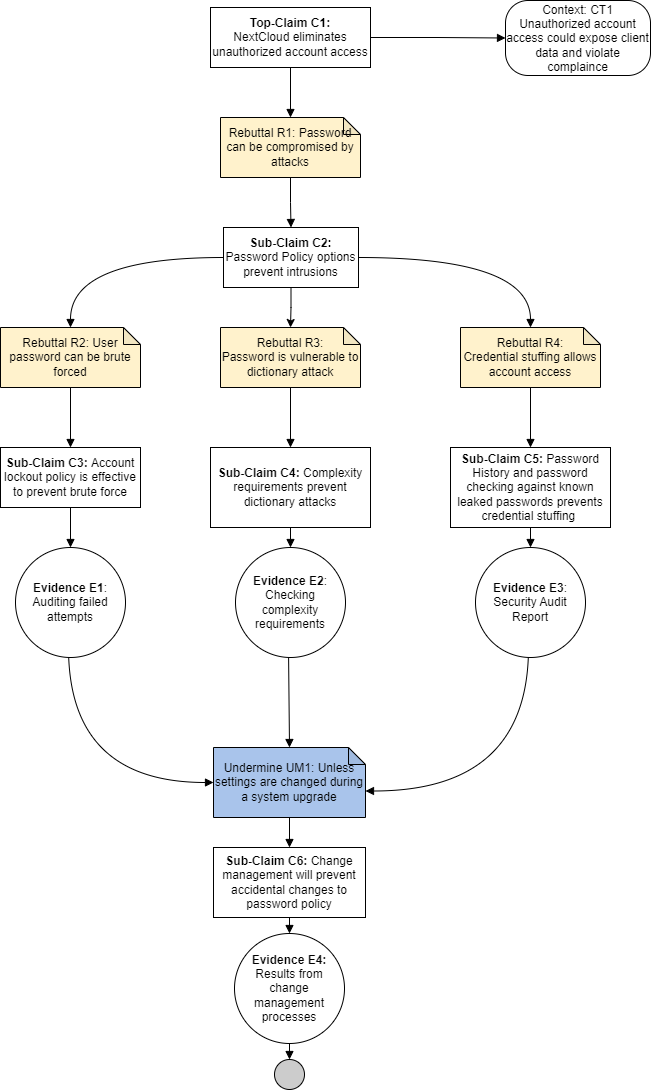 Top-Claim C1:
NextCloud eliminates
unauthorized account access
Context: CT1
Unauthorized account
access could expose client
data and violate
complaince
Rebuttal R1: Password
can be compromised by
attacks
Sub-Claim C2:
Password Policy options
prevent intrusions
Rebuttal R2: User
password can be brute
forced
Rebuttal R3:
Password is vulnerable to
dictionary attack
Rebuttal R4:
Credential stuffing allows
account access
Sub-Claim C3: Account
lockout policy is effective
to prevent brute force
Sub-Claim C4: Complexity
requirements prevent
dictionary attacks
Sub-Claim C5: Password
History and password
checking against known
leaked passwords prevents
credential stuffing
Evidence E1:
Auditing failed
attempts
Evidence E2:
Checking
complexity
requirements
Evidence E3:
Security Audit
Report
Undermine UM1: Unless
settings are changed during
a system upgrade
Sub-Claim C6: Change
management will prevent
accidental changes to
password policy
Evidence E4:
Results from
change
management
processes